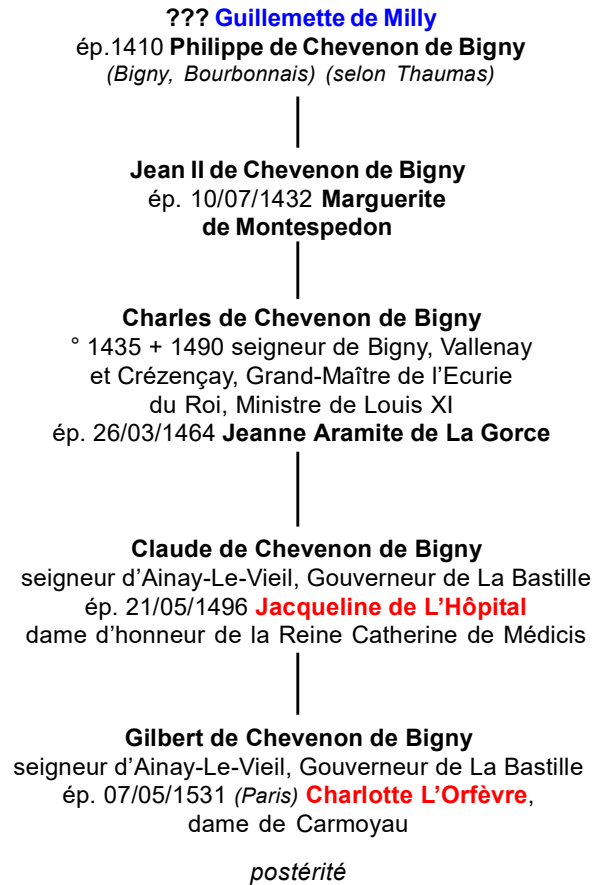 ??? Guillemette de Milly
ép.1410 Philippe de Chevenon de Bigny
(Bigny, Bourbonnais) (selon Thaumas)
Jean II de Chevenon de Bigny
ép. 10/07/1432 Marguerite
de Montespedon
Charles de Chevenon de Bigny
° 1435 + 1490 seigneur de Bigny, Vallenay
et Crézençay, Grand-Maître de l’Ecurie
du Roi, Ministre de Louis XI
ép. 26/03/1464 Jeanne Aramite de La Gorce
Claude de Chevenon de Bigny
seigneur d’Ainay-Le-Vieil, Gouverneur de La Bastille
ép. 21/05/1496 Jacqueline de L’Hôpital
dame d’honneur de la Reine Catherine de Médicis
Gilbert de Chevenon de Bigny
seigneur d’Ainay-Le-Vieil, Gouverneur de La Bastille
ép. 07/05/1531 (Paris) Charlotte L’Orfèvre,
dame de Carmoyau
postérité